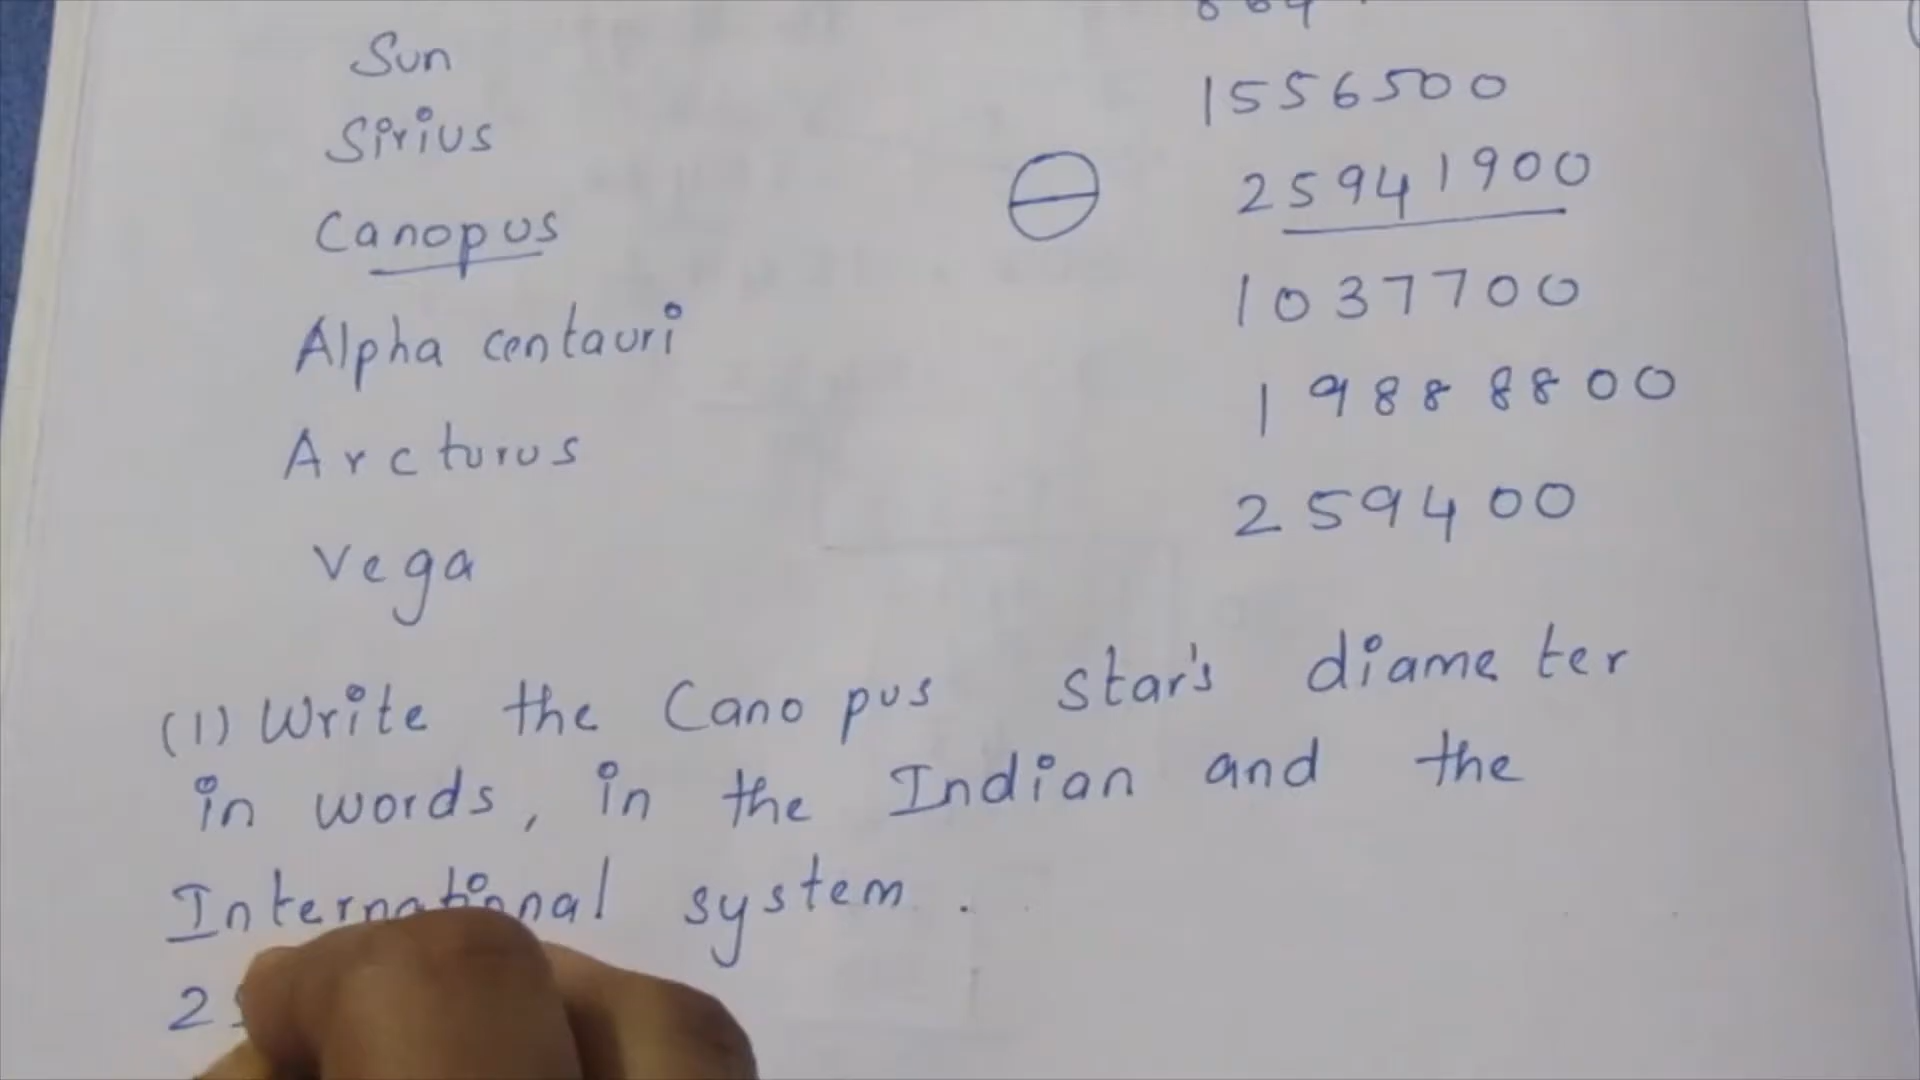 Sun
1556500
Sirius
25941900
Canopus
1037700
Alpha centauri
19888800
Arcturus
259400
Vega
(1) Write the Canopus star's diameter
in words, in the Indian and the
International system.
2